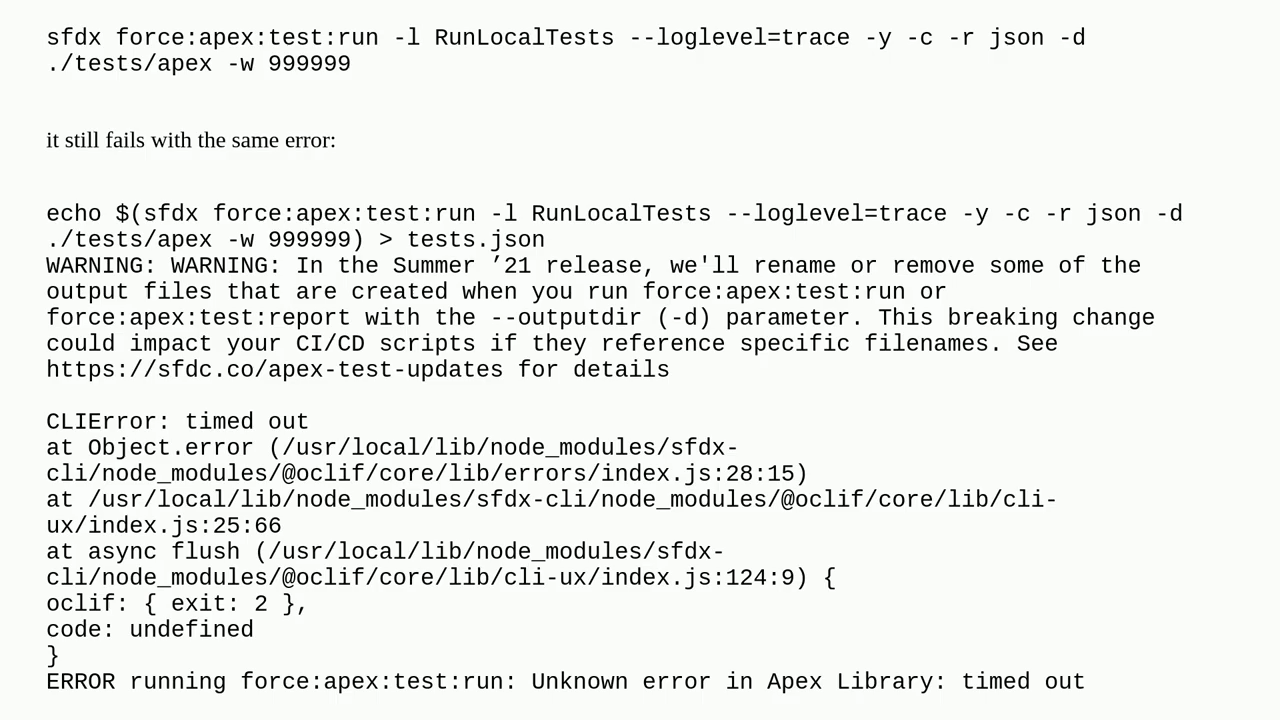 sfdx force:apex:test:run -l RunLocalTests --loglevel=trace -y -c -r json -d
./tests/apex -w 999999
it still fails with the same error:
echo $(sfdx force:apex:test:run -l RunLocalTests --loglevel=trace -y -c -r json -d
./tests/apex -w 999999) > tests.json
WARNING: WARNING: In the Summer ’21 release, we'll rename or remove some of the
output files that are created when you run force:apex:test:run or
force:apex:test:report with the --outputdir (-d) parameter. This breaking change
could impact your CI/CD scripts if they reference specific filenames. See
https://sfdc.co/apex-test-updates for details
CLIError: timed out
at Object.error (/usr/local/lib/node_modules/sfdx-
cli/node_modules/@oclif/core/lib/errors/index.js:28:15)
at /usr/local/lib/node_modules/sfdx-cli/node_modules/@oclif/core/lib/cli-
ux/index.js:25:66
at async flush (/usr/local/lib/node_modules/sfdx-
cli/node_modules/@oclif/core/lib/cli-ux/index.js:124:9) {
oclif: { exit: 2 },
code: undefined
}
ERROR running force:apex:test:run: Unknown error in Apex Library: timed out